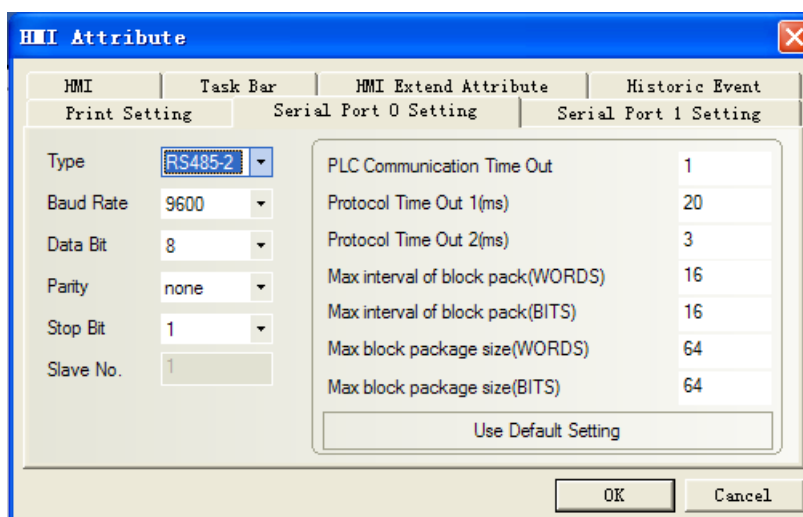 HMI Attribute
HMI Task Bar HMI Extend Attribute Historic Event
Print Setting Serial Port 0 Setting Serial Port 1 Setting
Type RS485-2
Baud Rate 9600
Data Bit 8
Parity none
Stop Bit 1
Slave No. 1
PLC Communication Time Out 1
Protocol Time Out 1(ms) 20
Protocol Time Out 2(ms) 3
Max interval of block pack(WORDS) 16
Max interval of block pack(BITS) 16
Max block package size(WORDS) 64
Max block package size(BITS) 64
Use Default Setting
OK Cancel